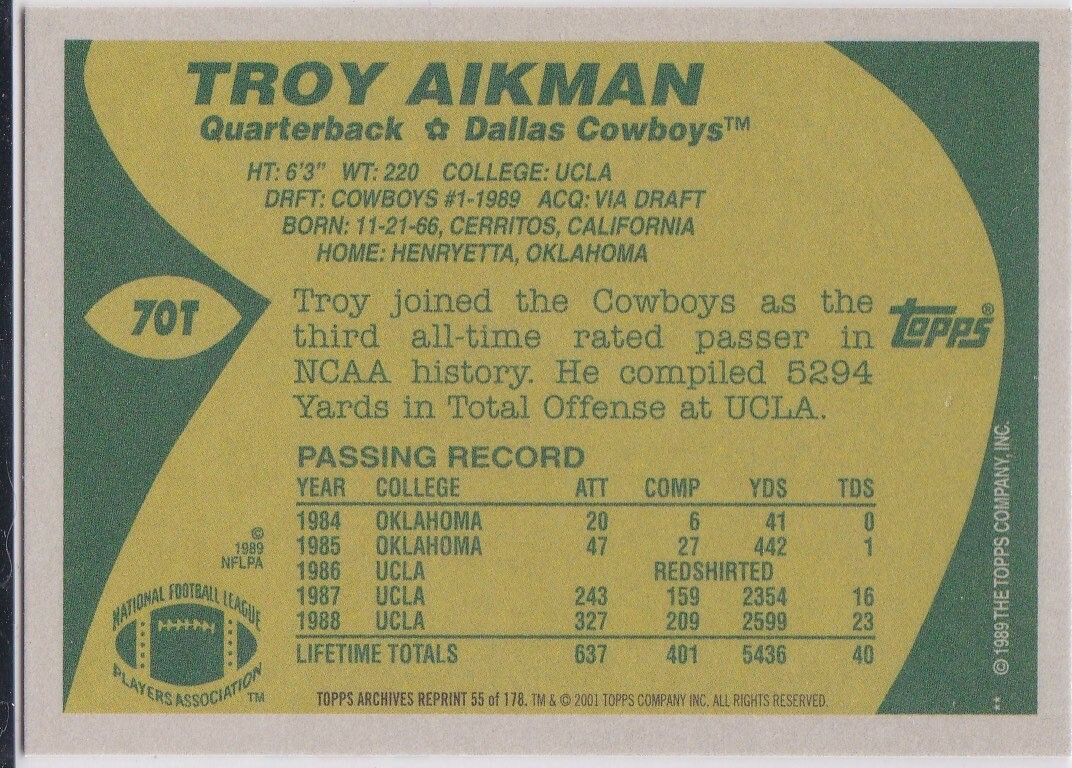 TROY AIKMAN
Quarterback ✿ Dallas Cowboys™
HT: 6'3" WT: 220 COLLEGE: UCLA
DRFT: COWBOYS #1-1989 ACQ: VIA DRAFT
BORN: 11-21-66, CERRITOS, CALIFORNIA
HOME: HENRYETTA, OKLAHOMA
70T
Troy joined the Cowboys as the
third all-time rated passer in
NCAA history. He compiled 5294
Yards in Total Offense at UCLA.
topps®
PASSING RECORD
YEAR COLLEGE ATT COMP YDS TDS
1984 OKLAHOMA 20 6 41 0
1985 OKLAHOMA 47 27 442 1
1986 UCLA REDSHIRTED
1987 UCLA 243 159 2354 16
1988 UCLA 327 209 2599 23
LIFETIME TOTALS 637 401 5436 40
©
1989
NFLPA
NATIONAL FOOTBALL LEAGUE
PLAYERS ASSOCIATION™
TOPPS ARCHIVES REPRINT 55 of 178. TM & © 2001 TOPPS COMPANY INC. ALL RIGHTS RESERVED.
** © 1989 THE TOPPS COMPANY, INC.